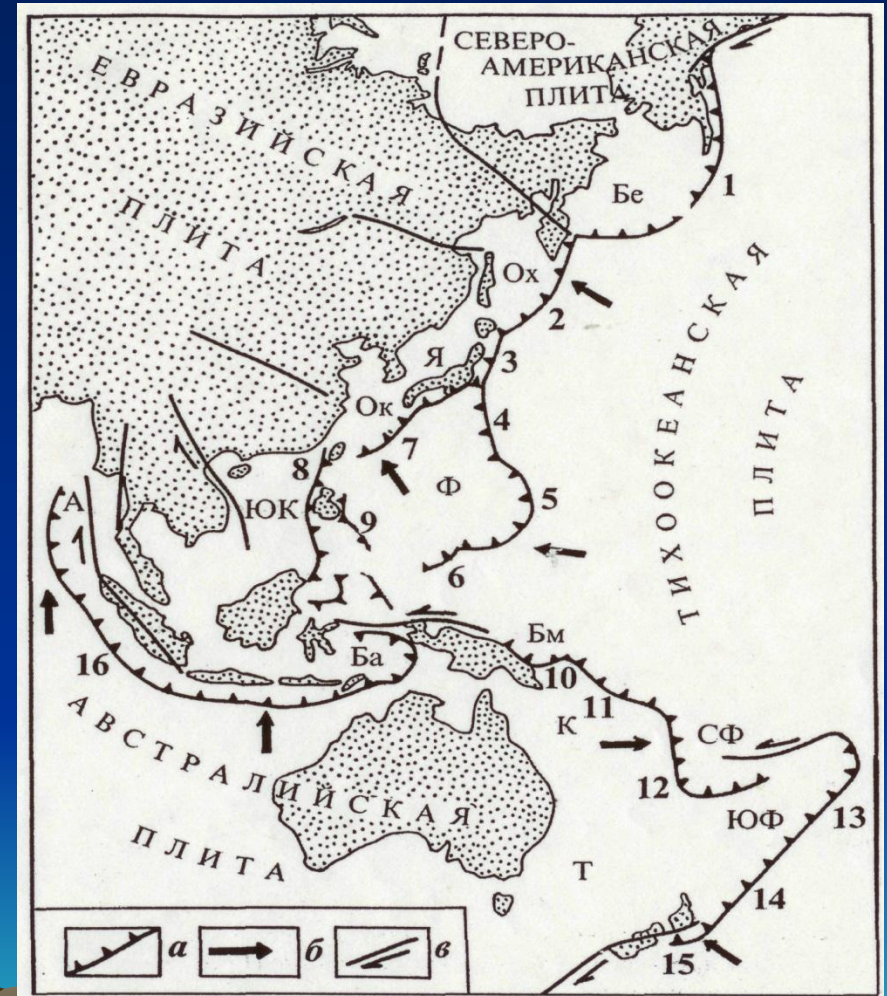 СЕВЕРО-
АМЕРИКАНСКАЯ
ПЛИТА
ЕВРАЗИЙСКАЯ
ПЛИТА
Бе
1
Ох
2
Я
3
Ок
4
7
8
Ф
5
ЮК
9
6
А
ТИХООКЕАНСКАЯ
ПЛИТА
Ба
Бм
10
11
16
К
СФ
12
ЮФ
13
АВСТРАЛИЙСКАЯ
ПЛИТА
Т
14
15
а
б
в